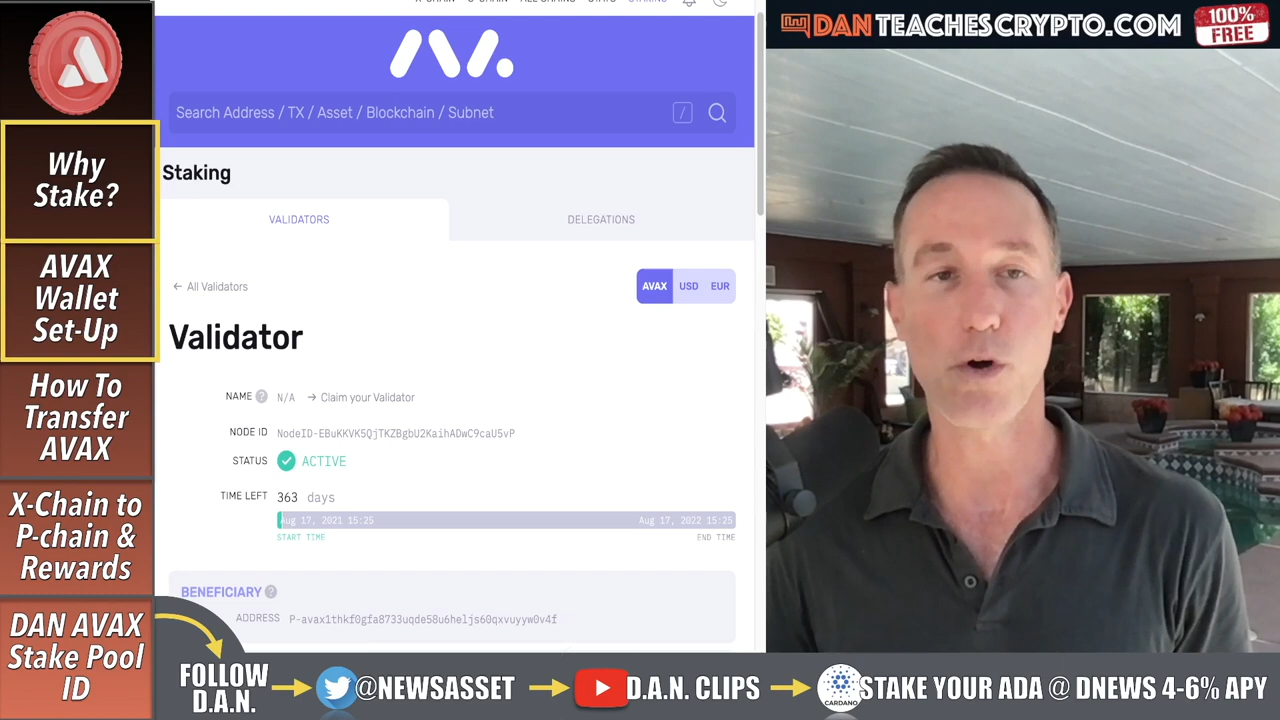 DANTEACHESCRYPTO.COM
100%
FREE
Search Address / TX / Asset / Blockchain / Subnet
/
Staking
VALIDATORS
DELEGATIONS
← All Validators
AVAX USD EUR
Validator
NAME ? N/A → Claim your Validator
NODE ID NodeID-EBuKKVK5QjTKZBgbU2KaihADwC9caU5vP
STATUS ACTIVE
TIME LEFT 363 days
Aug 17, 2021 15:25 Aug 17, 2022 15:25
START TIME END TIME
BENEFICIARY ?
ADDRESS P-avax1thkf0gfa8733uqde58u6heljs60qxvuyyw0v4f
Why
Stake?
AVAX
Wallet
Set-Up
How To
Transfer
AVAX
X-Chain to
P-chain &
Rewards
DAN AVAX
Stake Pool
ID
FOLLOW
D.A.N.
@NEWSASSET
D.A.N. CLIPS
CARDANO
STAKE YOUR ADA @ DNEWS 4-6% APY